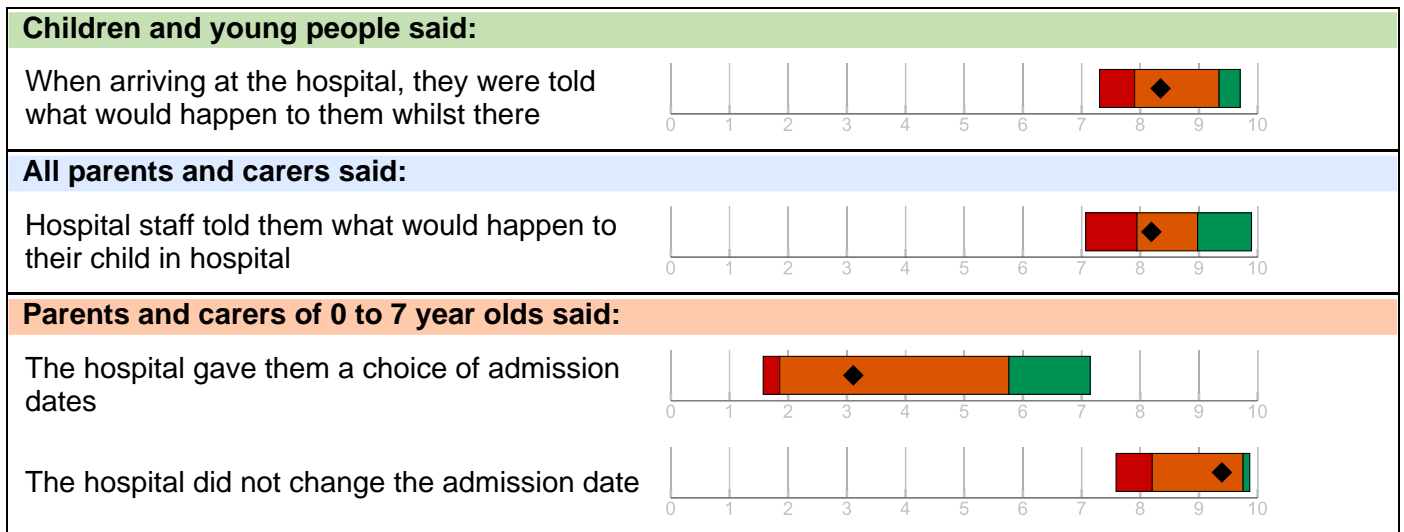 Children and young people said:
When arriving at the hospital, they were told
what would happen to them whilst there
0 1 2 3 4 5 6 7 8 9 10
All parents and carers said:
Hospital staff told them what would happen to
their child in hospital
0 1 2 3 4 5 6 7 8 9 10
Parents and carers of 0 to 7 year olds said:
The hospital gave them a choice of admission
dates
0 1 2 3 4 5 6 7 8 9 10
The hospital did not change the admission date
0 1 2 3 4 5 6 7 8 9 10